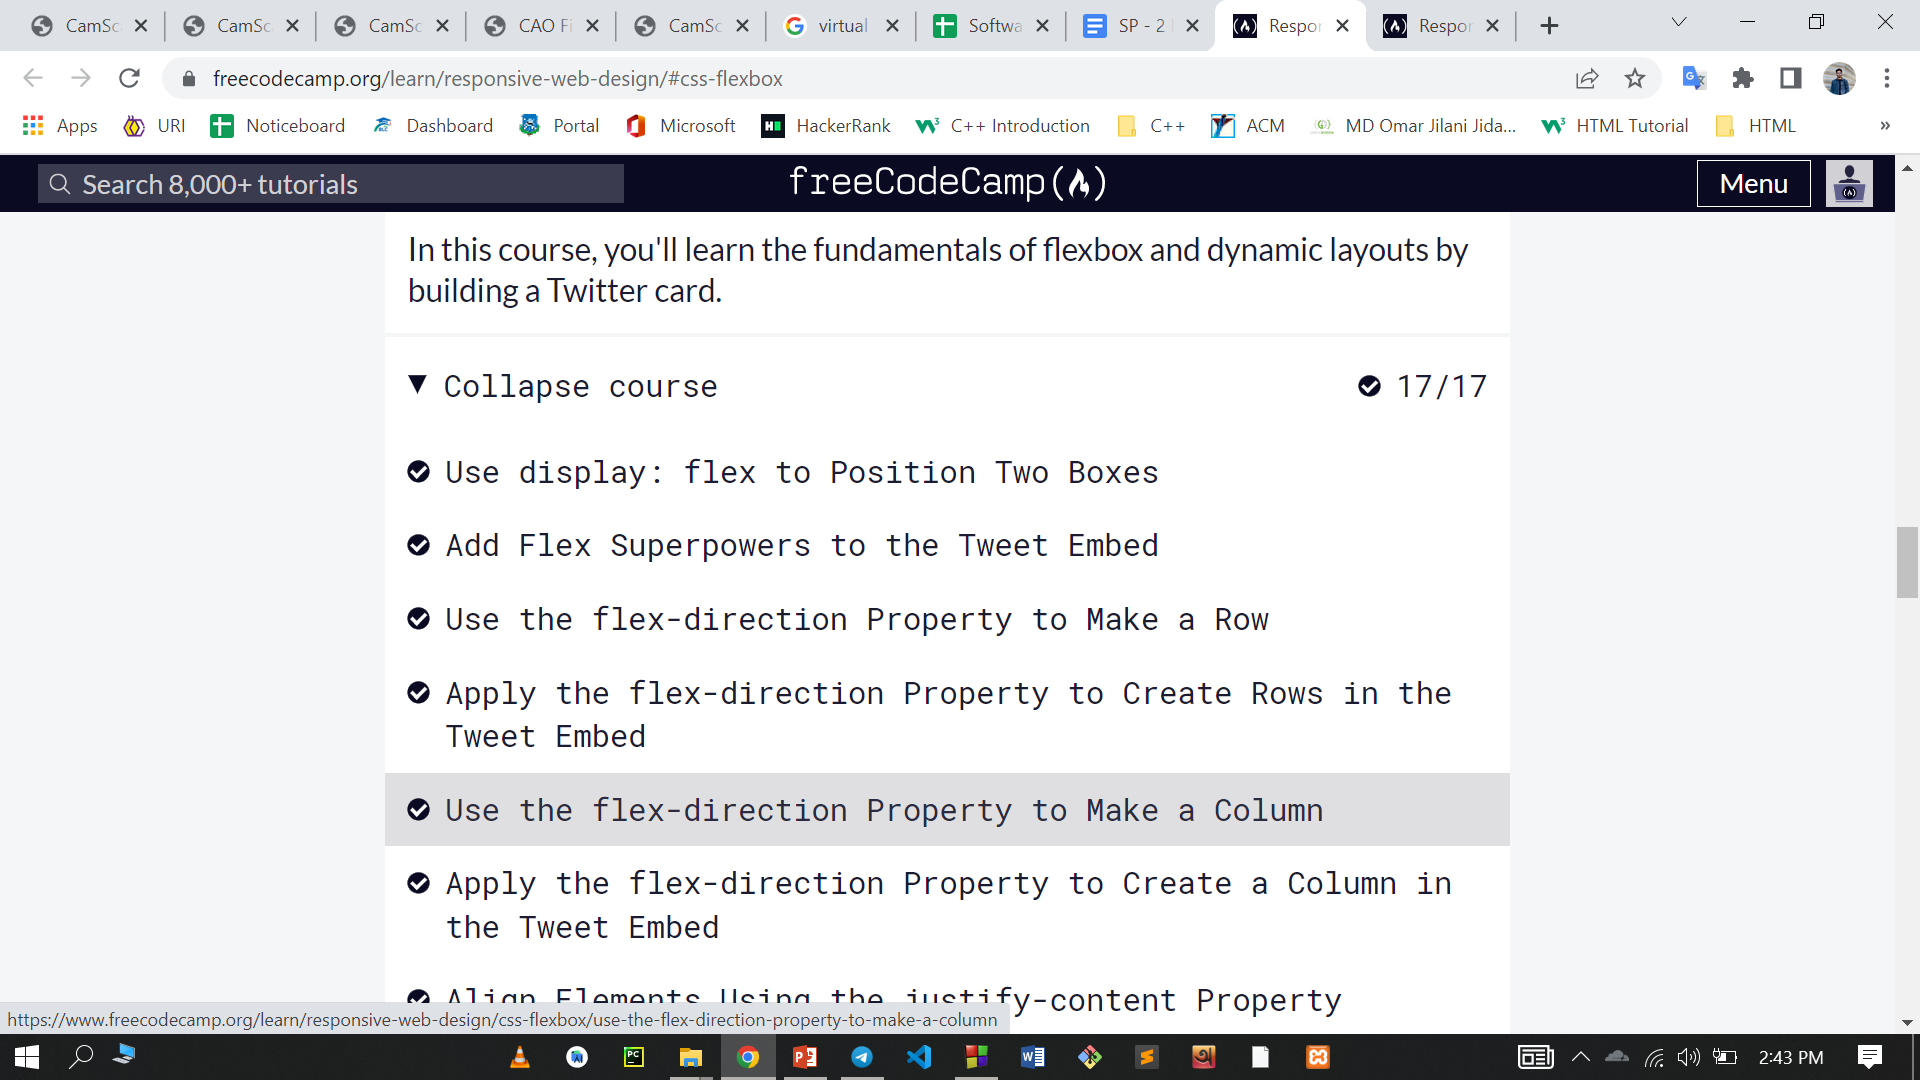 CamSc CamSc CamSc CAO Fi CamSc virtual Softwa SP - 2 Respor Respor
freecodecamp.org/learn/responsive-web-design/#css-flexbox
Apps URI Noticeboard Dashboard Portal Microsoft HackerRank C++ Introduction C++ ACM MD Omar Jilani Jida... HTML Tutorial HTML »
Search 8,000+ tutorials freeCodeCamp Menu
In this course, you'll learn the fundamentals of flexbox and dynamic layouts by
building a Twitter card.
Collapse course 17/17
Use display: flex to Position Two Boxes
Add Flex Superpowers to the Tweet Embed
Use the flex-direction Property to Make a Row
Apply the flex-direction Property to Create Rows in the
Tweet Embed
Use the flex-direction Property to Make a Column
Apply the flex-direction Property to Create a Column in
the Tweet Embed
Align Elements Using the justify-content Property
https://www.freecodecamp.org/learn/responsive-web-design/css-flexbox/use-the-flex-direction-property-to-make-a-column
2:43 PM